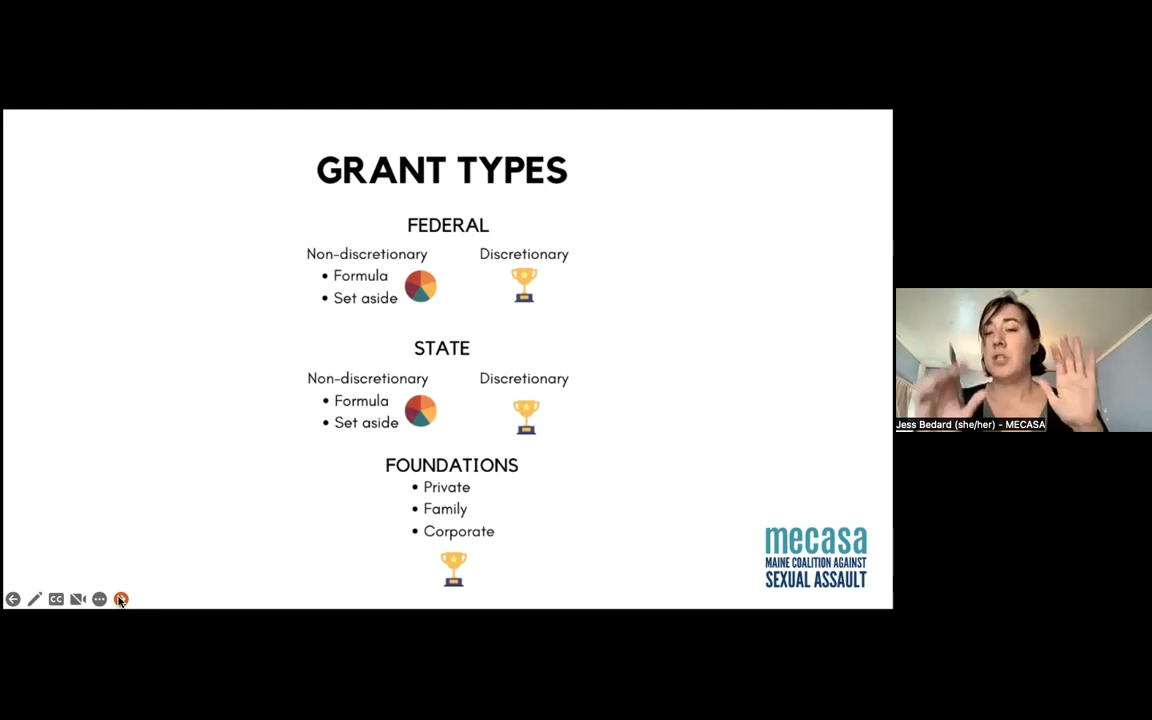 GRANT TYPES
FEDERAL
Non-discretionary
• Formula
• Set aside
Discretionary
STATE
Non-discretionary
• Formula
• Set aside
Discretionary
FOUNDATIONS
• Private
• Family
• Corporate
mecasa
MAINE COALITION AGAINST
SEXUAL ASSAULT
CC
Jess Bedard (she/her) - MECASA